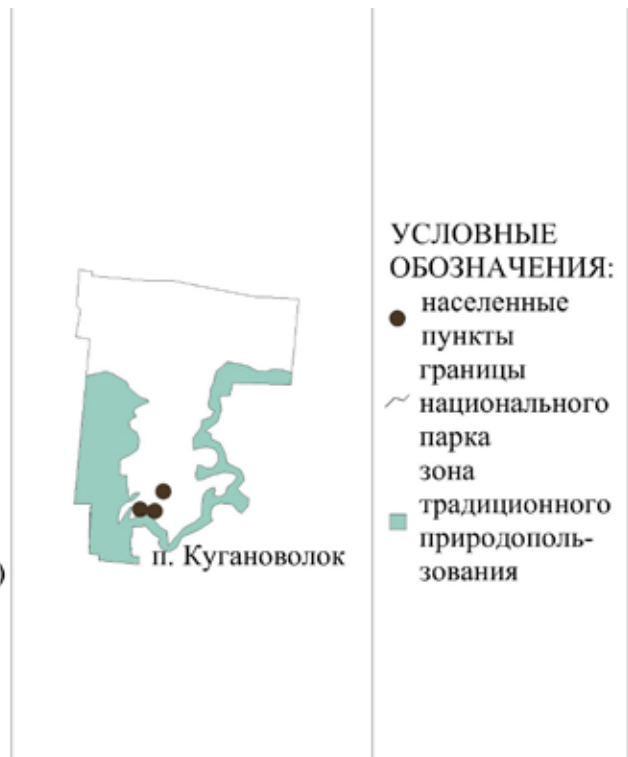 )
п. Кугановолок
УСЛОВНЫЕ
ОБОЗНАЧЕНИЯ:
населенные
пункты
границы
национального
парка
зона
традиционного
природополь-
зования